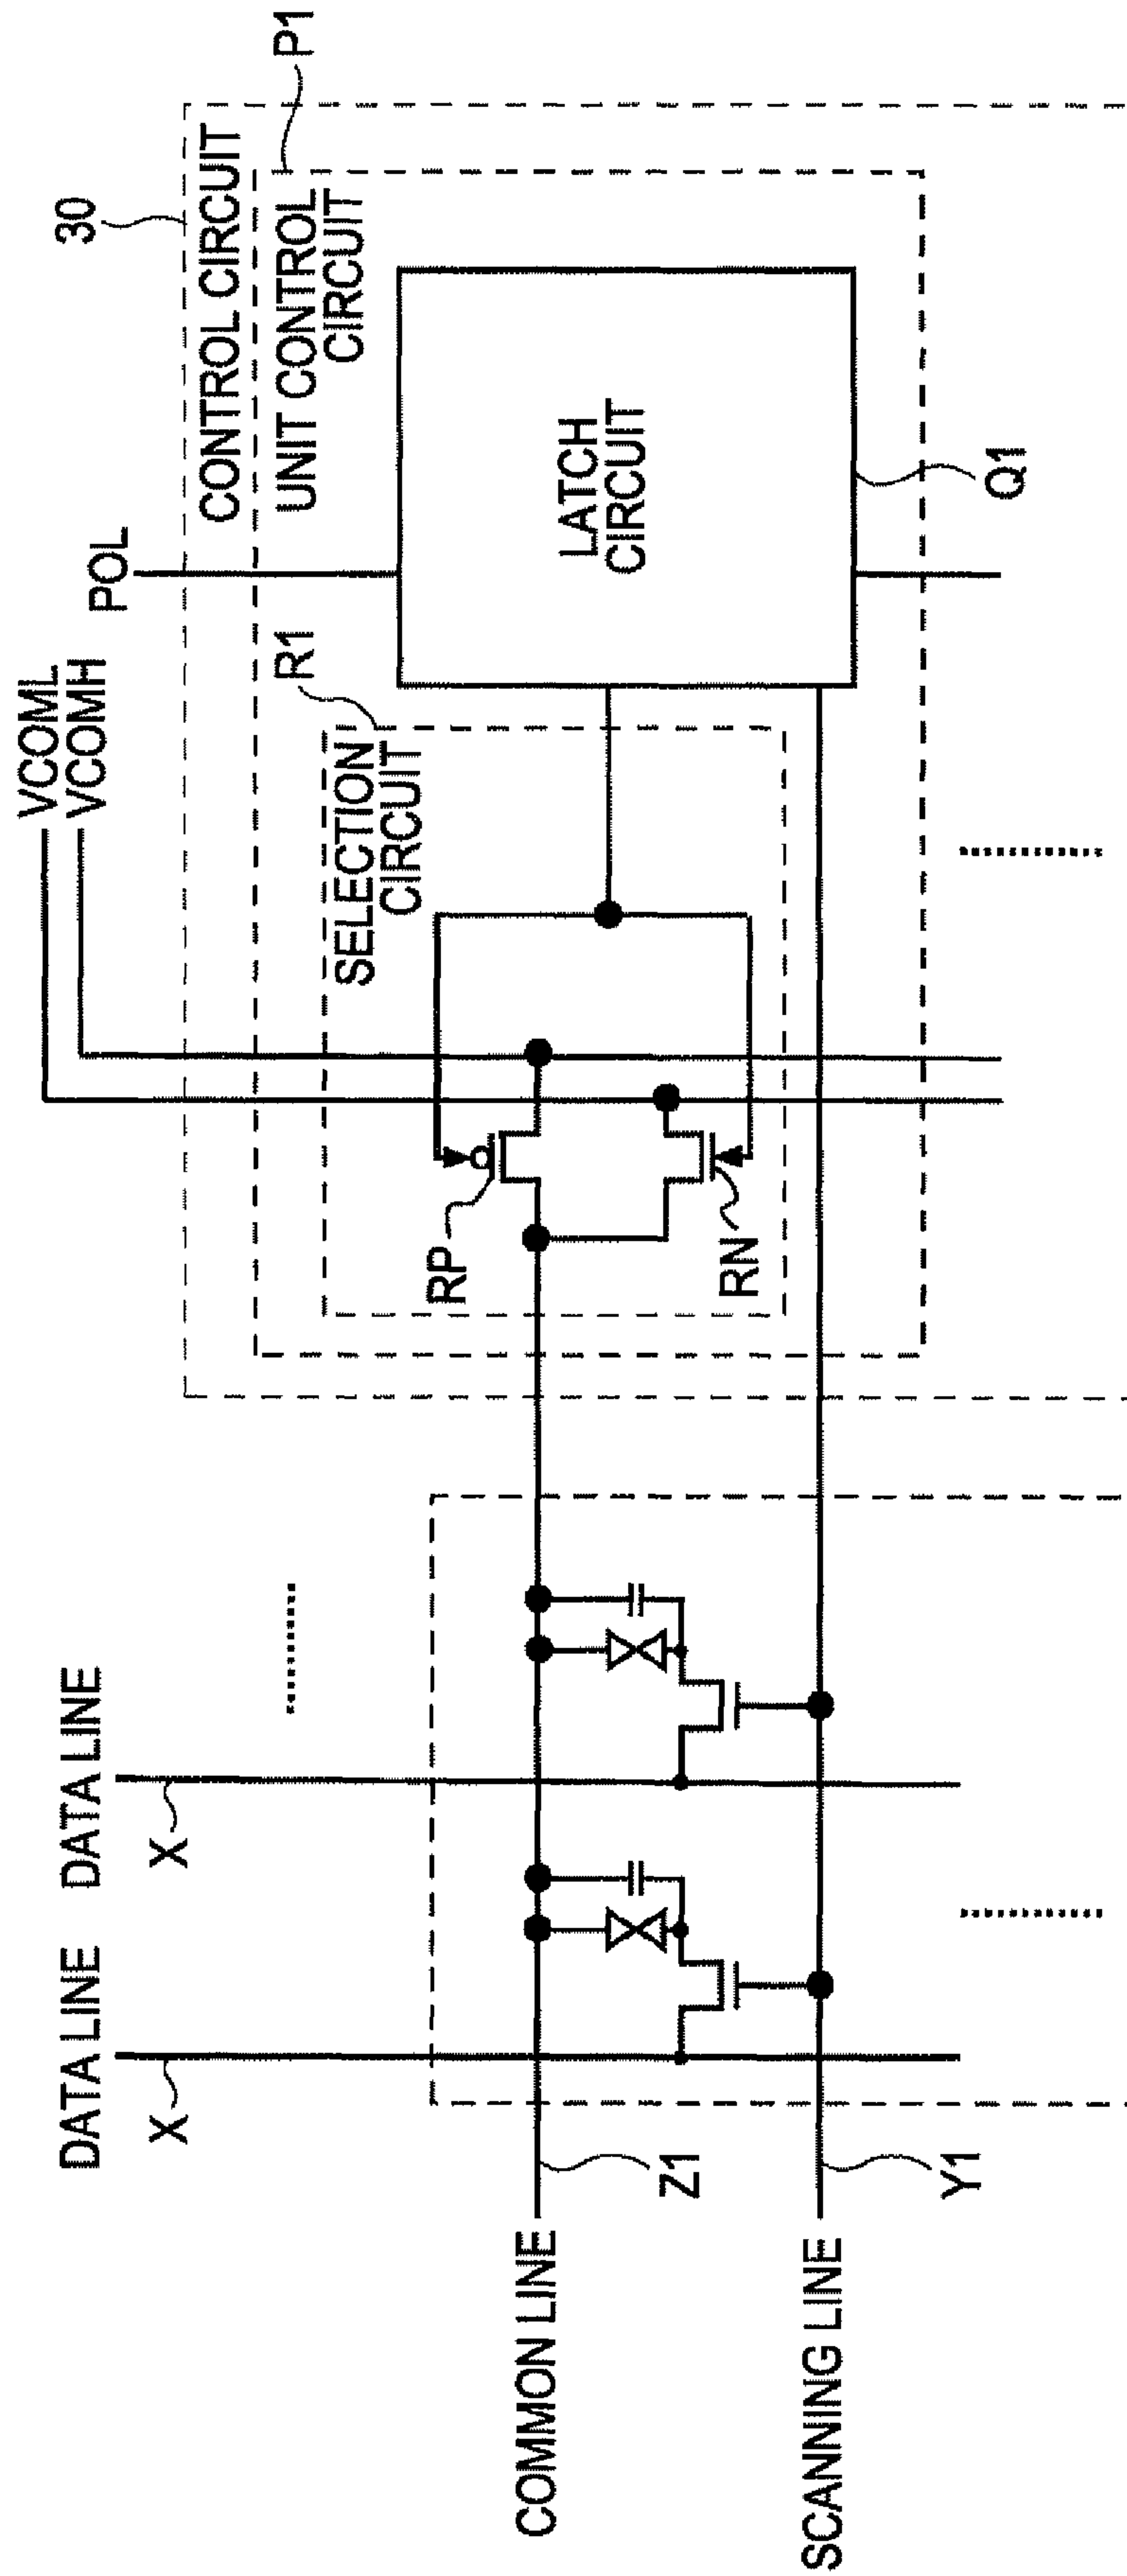 30
P1
CONTROL CIRCUIT
UNIT CONTROL
CIRCUIT
POL
VCOML
VCOMH
R1
SELECTION
CIRCUIT
LATCH
CIRCUIT
Q1
RP
RN
DATA LINE
DATA LINE
X
X
COMMON LINE
Z1
SCANNING LINE
Y1